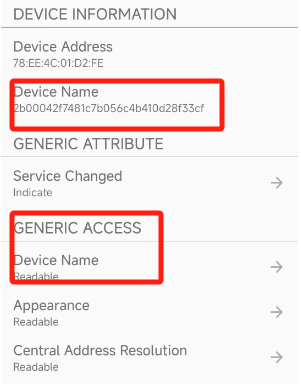 DEVICE INFORMATION
Device Address
78:EE:4C:01:D2:FE
Device Name
2b00042f7481c7b056c4b410d28f33cf
GENERIC ATTRIBUTE
Service Changed
Indicate
GENERIC ACCESS
Device Name
Readable
Appearance
Readable
Central Address Resolution
Readable